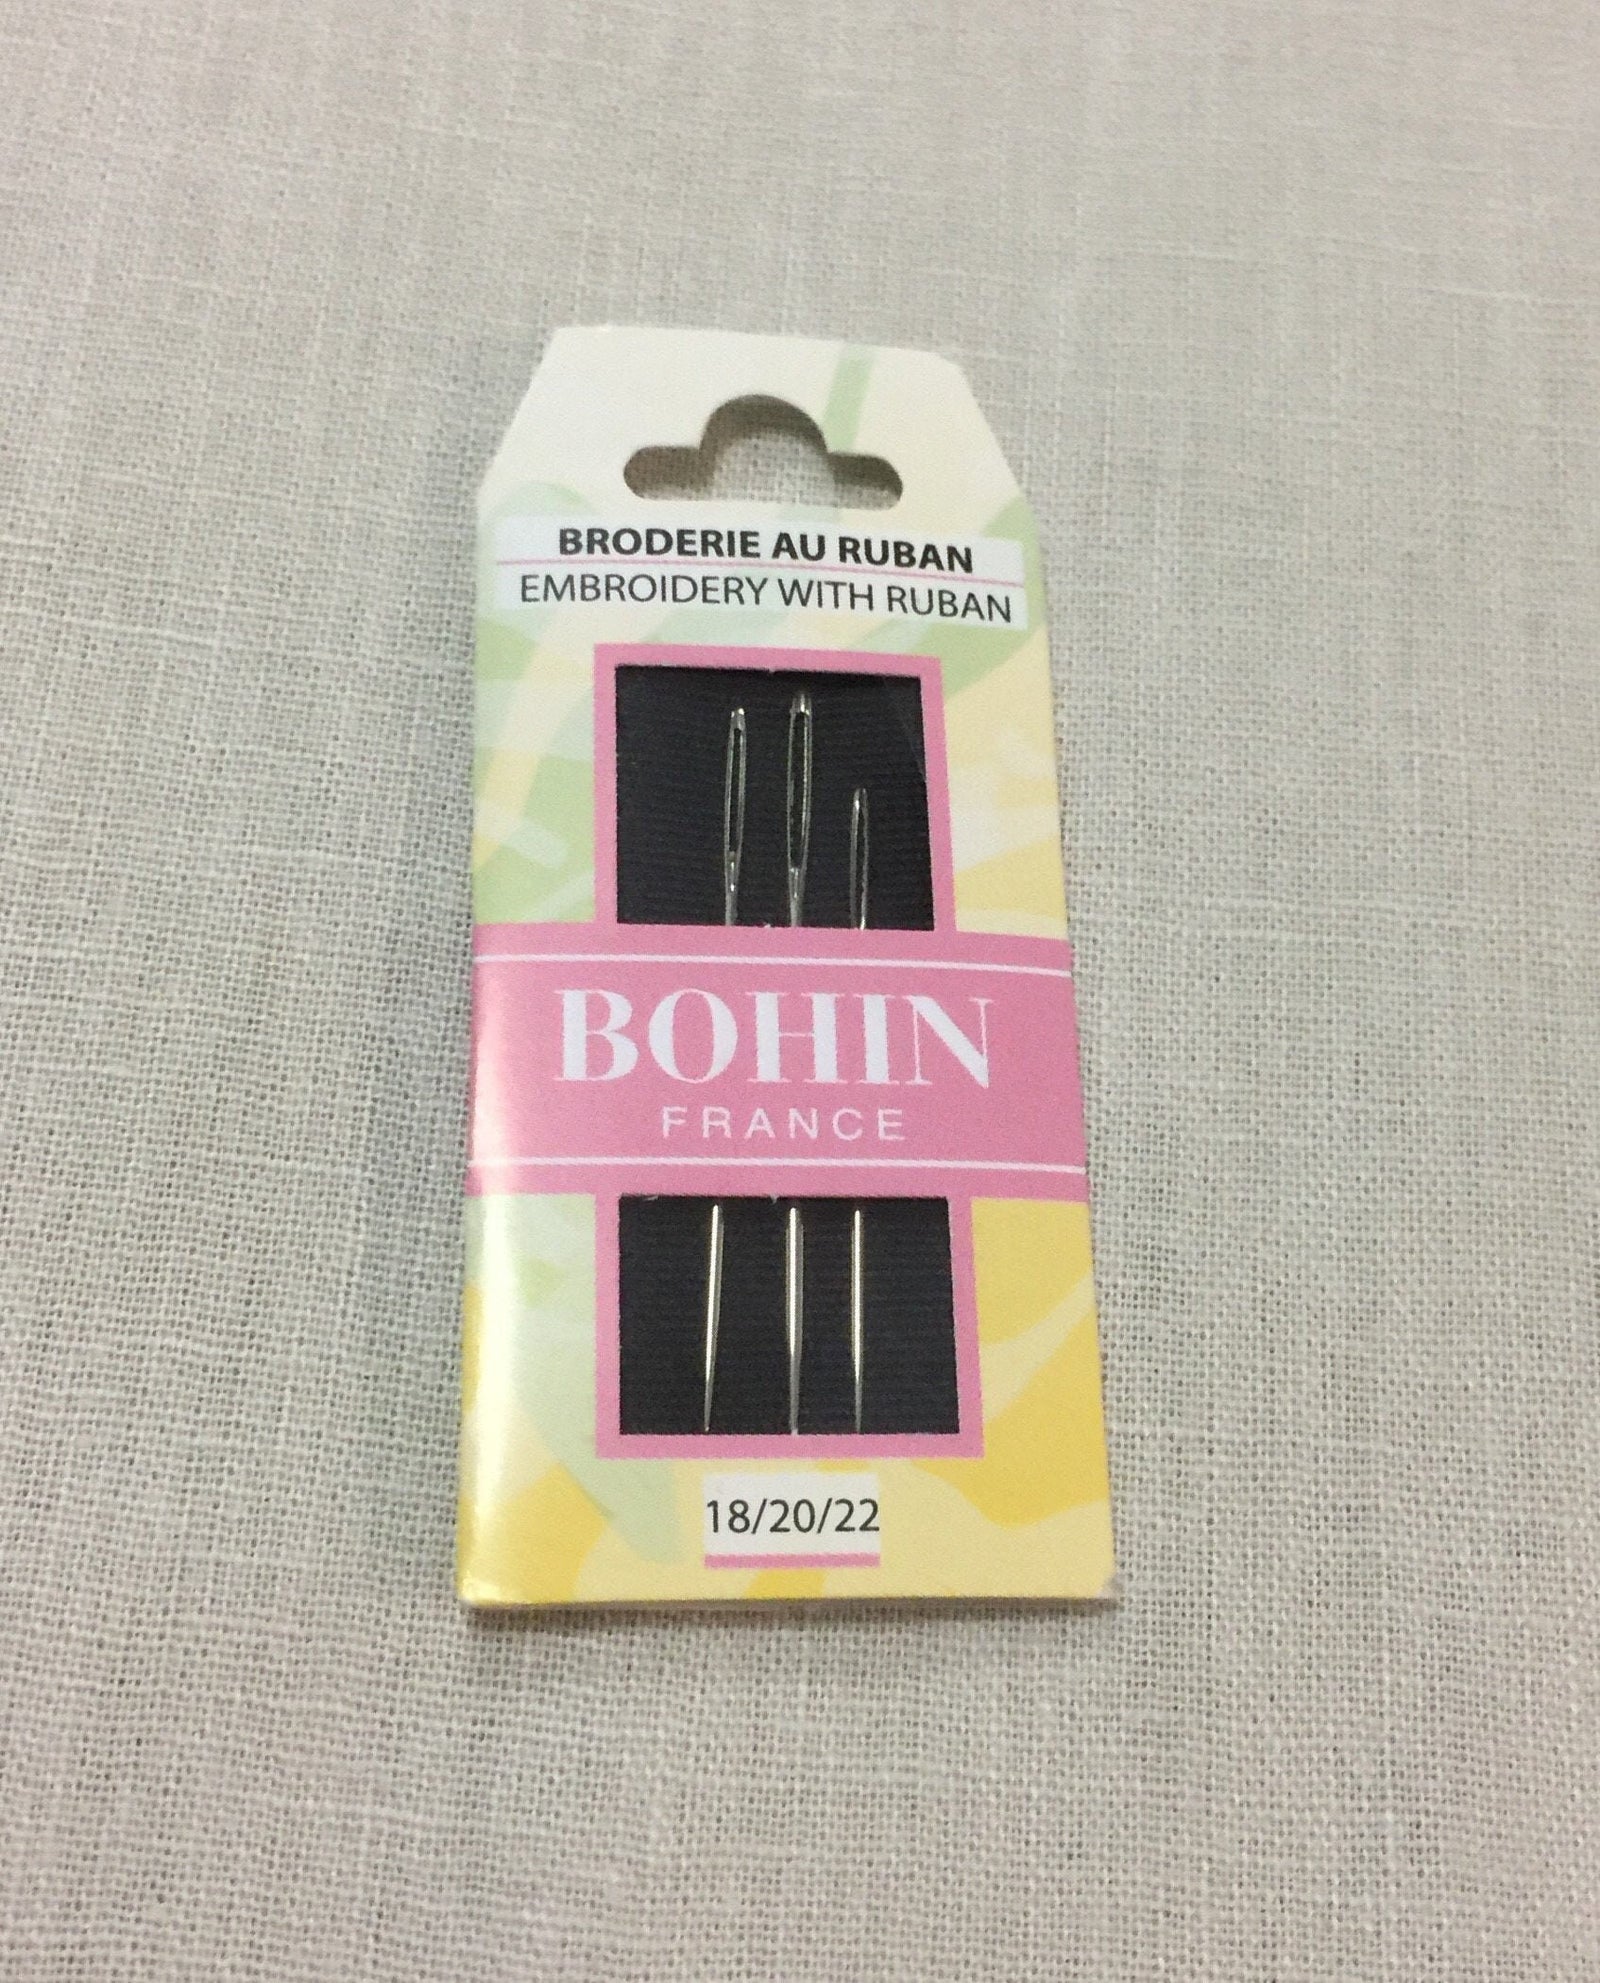 BRODERIE AU RUBAN
EMBROIDERY WITH RUBAN
BOHIN
FRANCE
18/20/22